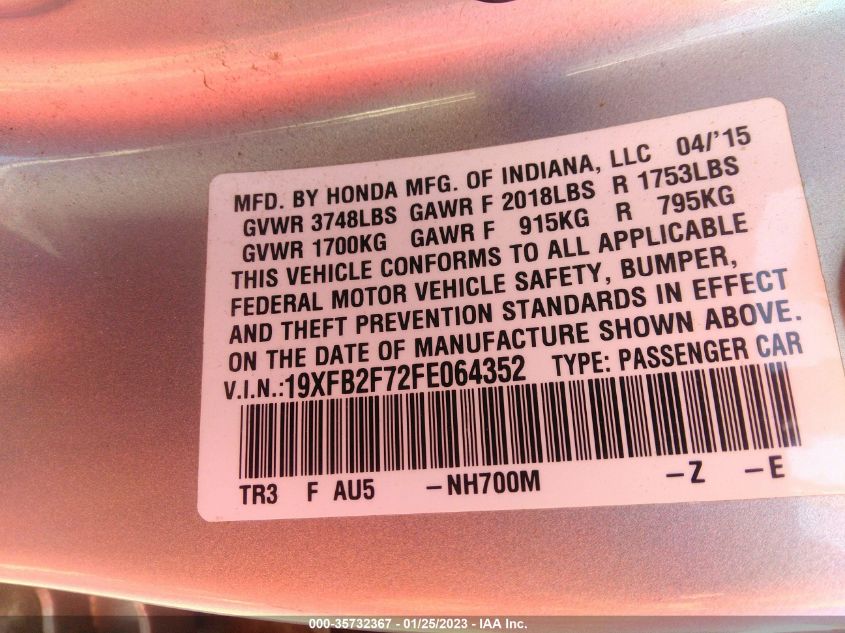 MFD. BY HONDA MFG. OF INDIANA, LLC 04/'15
GVWR 3748LBS GAWR F 2018LBS R 1753LBS
GVWR 1700KG GAWR F 915KG R 795KG
THIS VEHICLE CONFORMS TO ALL APPLICABLE
FEDERAL MOTOR VEHICLE SAFETY, BUMPER,
AND THEFT PREVENTION STANDARDS IN EFFECT
ON THE DATE OF MANUFACTURE SHOWN ABOVE.
V.I.N.:19XFB2F72FE064352 TYPE: PASSENGER CAR
TR3 F AU5 –NH700M –Z –E
000-35732367 - 01/25/2023 - IAA Inc.